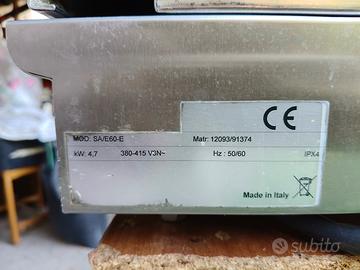 CE
MOD: SA/E60-E Matr: 12093/91374
kW: 4,7 380-415 V3N~ Hz : 50/60 IPX4
Made in Italy
subito